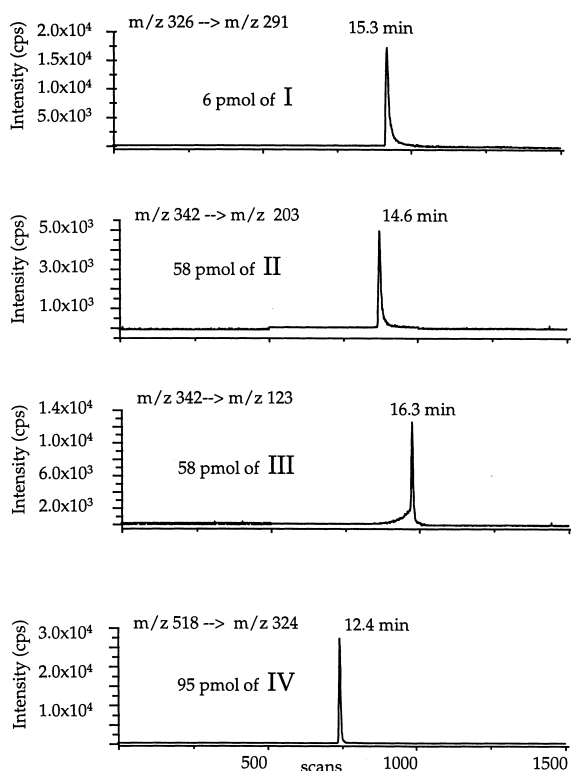 m/z 326 --> m/z 291
15.3 min
Intensity (cps)
2.0x10⁴
1.5x10⁴
1.0x10⁴
5.0x10³
6 pmol of I
m/z 342 --> m/z 203
14.6 min
Intensity (cps)
5.0x10³
3.0x10³
1.0x10³
58 pmol of II
m/z 342--> m/z 123
16.3 min
Intensity (cps)
1.4x10⁴
1.0x10⁴
6.0x10³
2.0x10³
58 pmol of III
m/z 518 --> m/z 324
12.4 min
Intensity (cps)
3.0x10⁴
2.0x10⁴
1.0x10⁴
95 pmol of IV
500 1000 1500
scans